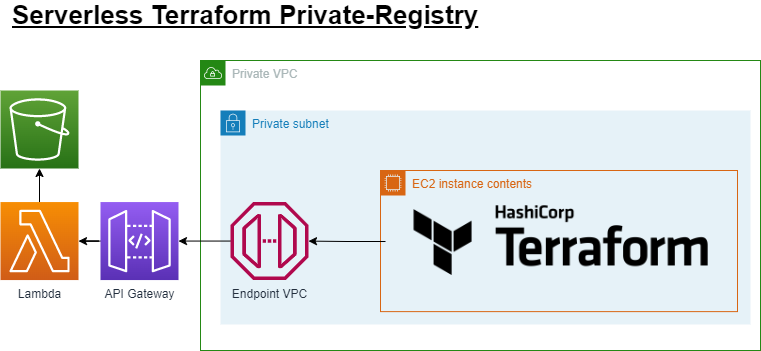 Serverless Terraform Private-Registry
Private VPC
Private subnet
EC2 instance contents
HashiCorp
Terraform
Lambda
API Gateway
Endpoint VPC